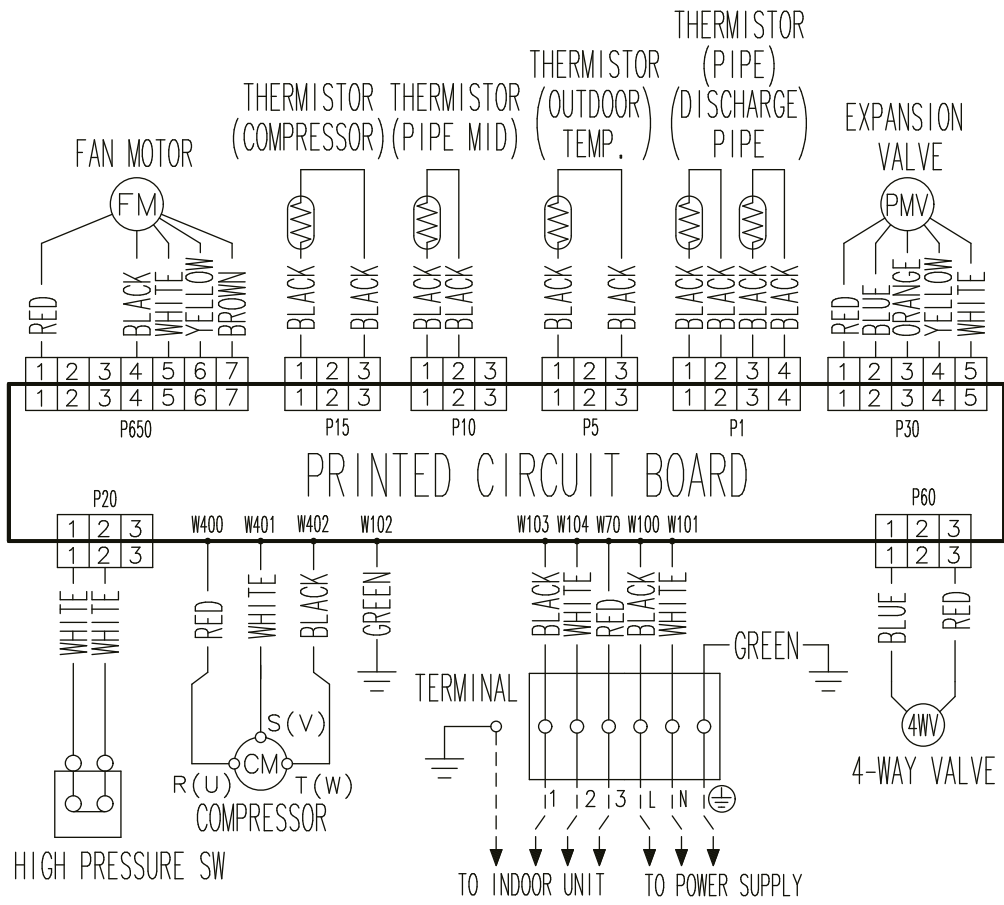 THERMISTOR
(PIPE)
(DISCHARGE)
PIPE
THERMISTOR
(OUTDOOR)
TEMP.
THERMISTOR
(COMPRESSOR)
THERMISTOR
(PIPE MID)
EXPANSION
VALVE
FAN MOTOR
FM
PMV
RED
BLACK
WHITE
YELLOW
BROWN
BLACK
BLACK
BLACK
BLACK
BLACK
BLACK
BLACK
BLACK
BLACK
BLACK
RED
BLUE
ORANGE
YELLOW
WHITE
1 2 3 4 5 6 7
1 2 3
1 2 3
1 2 3
1 2 3 4
1 2 3 4 5
1 2 3 4 5 6 7
1 2 3
1 2 3
1 2 3
1 2 3 4
1 2 3 4 5
P650
P15
P10
P5
P1
P30
PRINTED CIRCUIT BOARD
P20
P60
1 2 3
W400
W401
W402
W102
W103
W104
W70
W100
W101
1 2 3
1 2 3
1 2 3
WHITE
WHITE
RED
WHITE
BLACK
GREEN
BLACK
WHITE
RED
BLACK
WHITE
BLUE
RED
GREEN
TERMINAL
S(V)
CM
R(U)
T(W)
COMPRESSOR
4WV
4-WAY VALVE
1 2 3 L N
HIGH PRESSURE SW
TO INDOOR UNIT
TO POWER SUPPLY